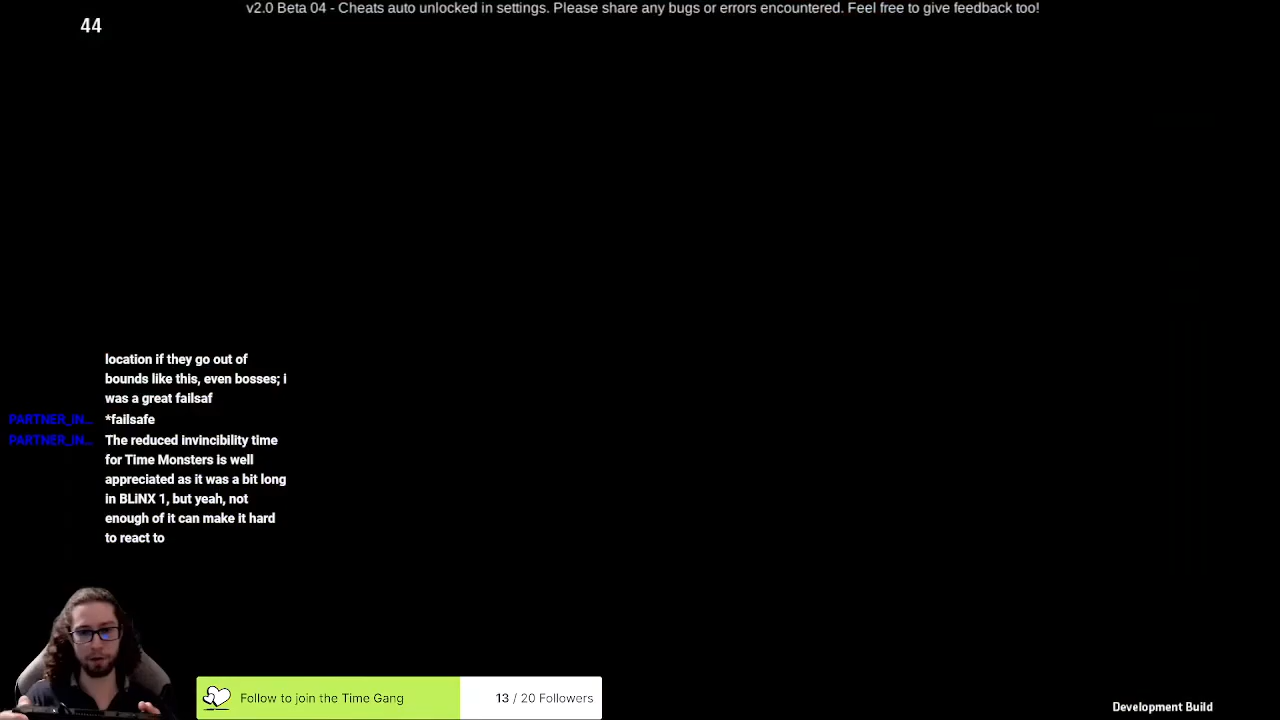 v2.0 Beta 04 - Cheats auto unlocked in settings. Please share any bugs or errors encountered. Feel free to give feedback too!
44
location if they go out of
bounds like this, even bosses; i
was a great failsaf
PARTNER_IN... *failsafe
PARTNER_IN... The reduced invincibility time
for Time Monsters is well
appreciated as it was a bit long
in BLiNX 1, but yeah, not
enough of it can make it hard
to react to
Follow to join the Time Gang 13 / 20 Followers
Development Build